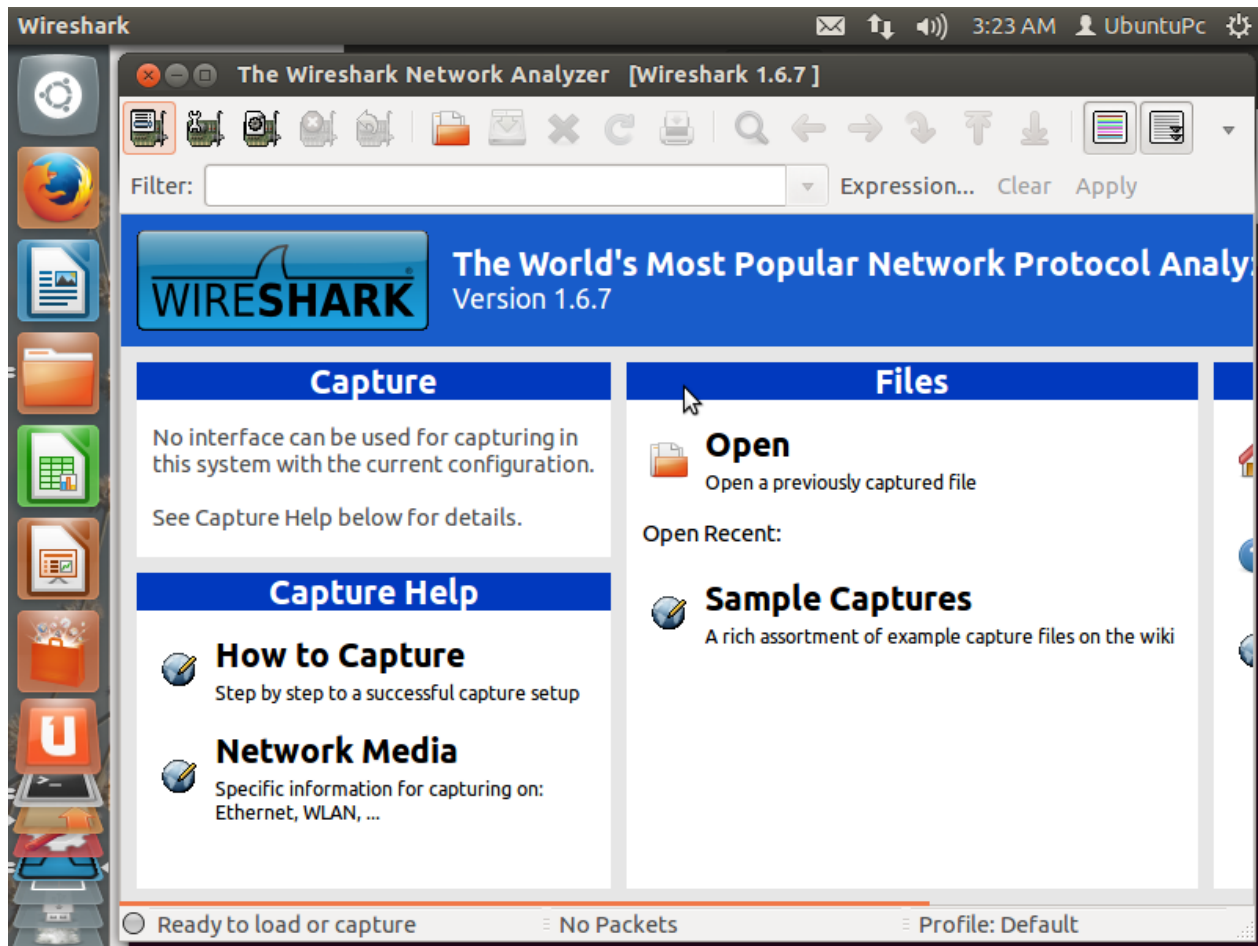 Wireshark
3:23 AM UbuntuPc
The Wireshark Network Analyzer [Wireshark 1.6.7 ]
Filter:
Expression... Clear Apply
WIRESHARK
The World's Most Popular Network Protocol Analy
Version 1.6.7
Capture
No interface can be used for capturing in
this system with the current configuration.
See Capture Help below for details.
Capture Help
How to Capture
Step by step to a successful capture setup
Network Media
Specific information for capturing on:
Ethernet, WLAN, ...
Files
Open
Open a previously captured file
Open Recent:
Sample Captures
A rich assortment of example capture files on the wiki
Ready to load or capture
No Packets
Profile: Default